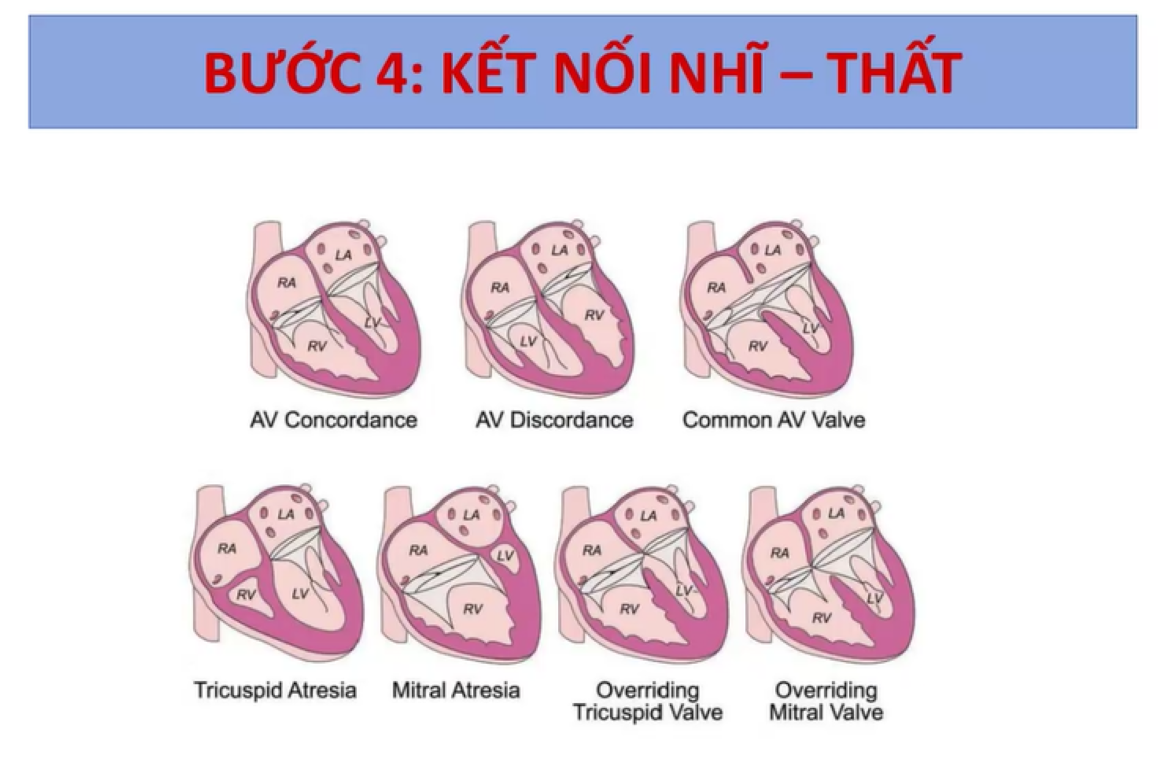 BƯỚC 4: KẾT NỐI NHĨ – THẤT
LA
RA
LV
RV
AV Concordance
LA
RA
RV
LV
AV Discordance
LA
RA
LV
RV
Common AV Valve
LA
RA
RV
LV
Tricuspid Atresia
LA
RA
LV
RV
Mitral Atresia
LA
RA
LV
RV
Overriding
Tricuspid Valve
LA
RA
LV
RV
Overriding
Mitral Valve